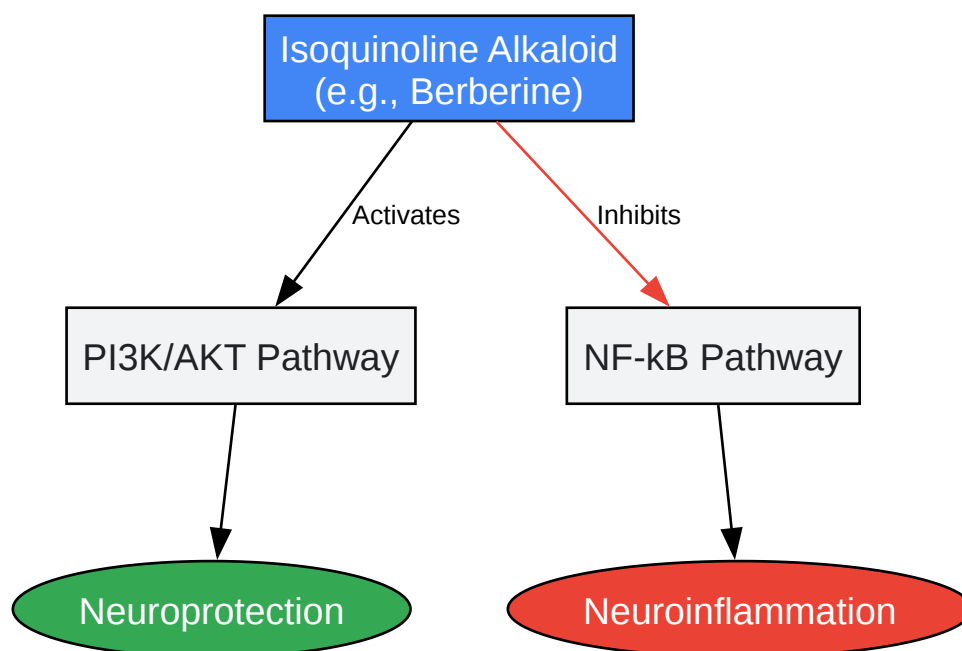 Isoquinoline Alkaloid
(e.g., Berberine)
Activates
Inhibits
PI3K/AKT Pathway
NF-kB Pathway
Neuroprotection
Neuroinflammation